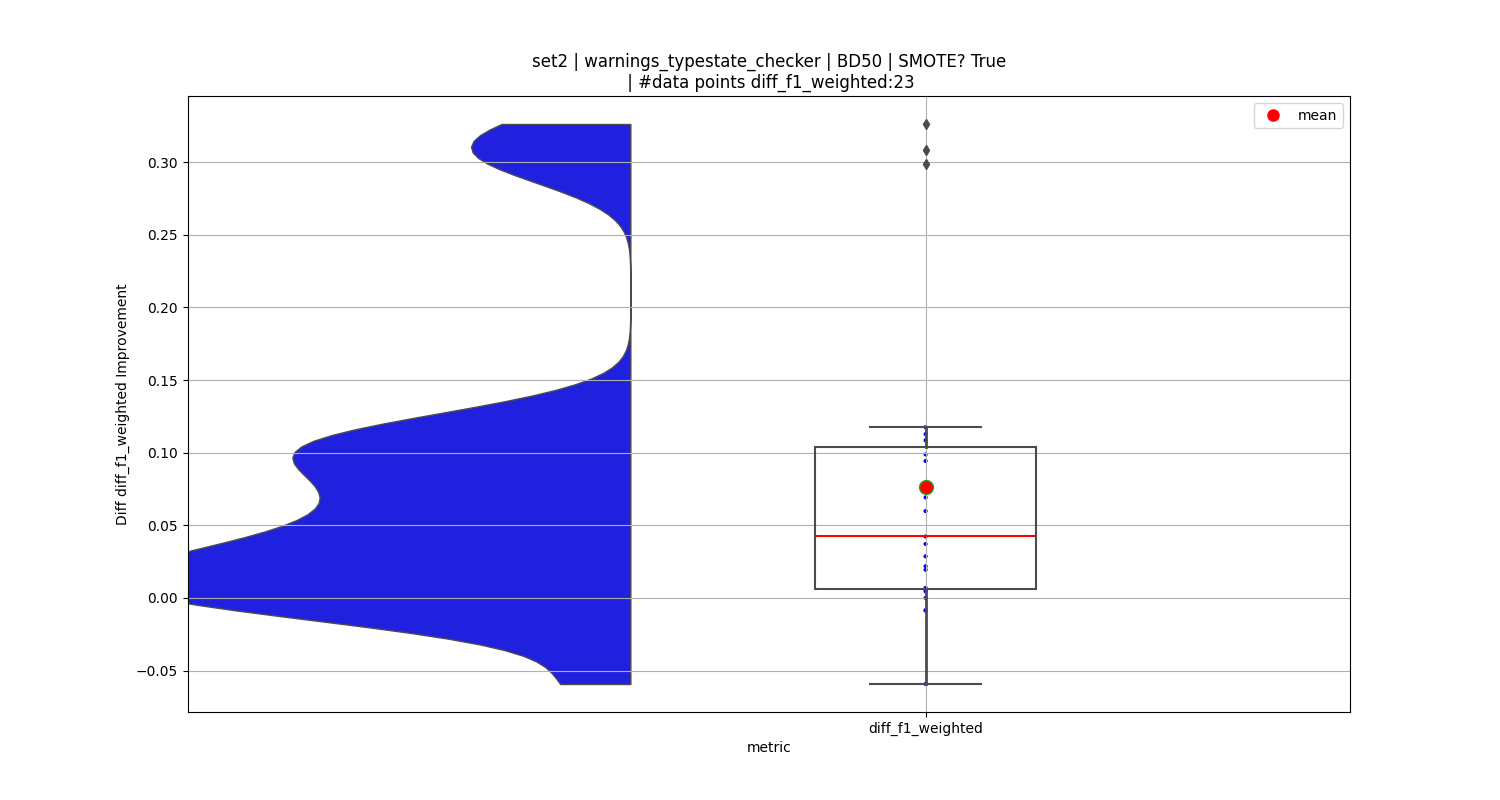 set2 | warnings_typestate_checker | BD50 | SMOTE? True
| #data points diff_f1_weighted:23
mean
0.30
0.25
0.20
0.15
0.10
0.05
0.00
−0.05
Diff diff_f1_weighted Improvement
diff_f1_weighted
metric